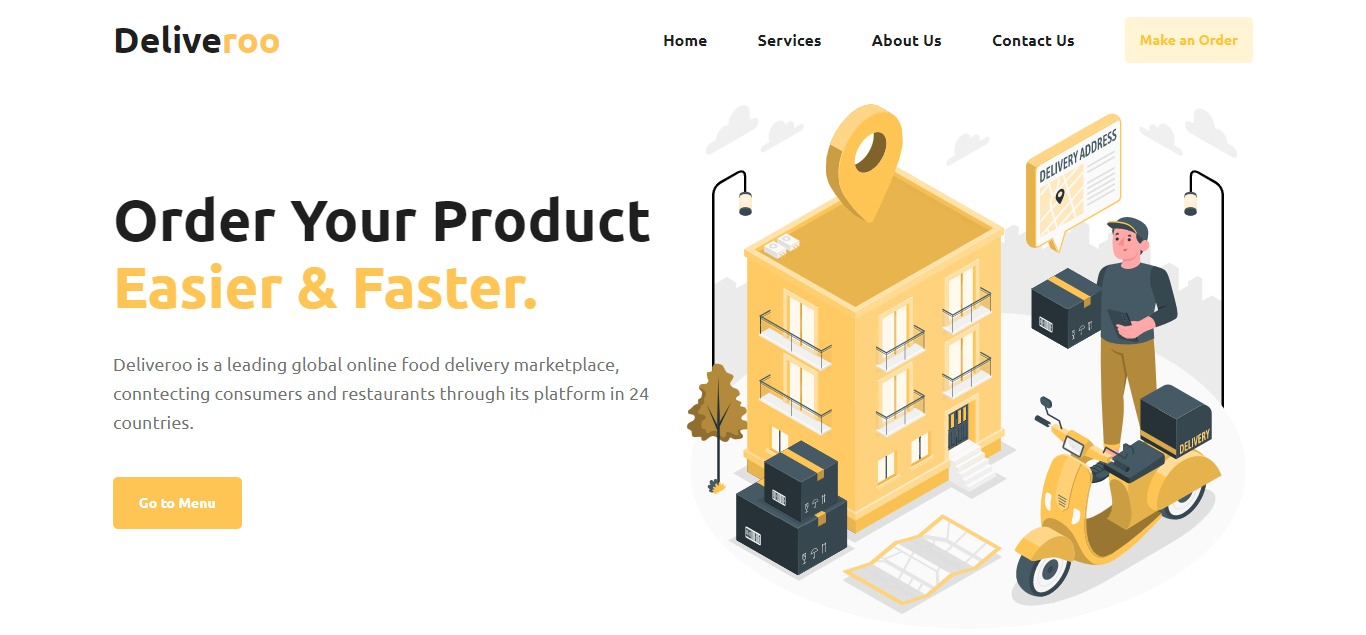 Deliveroo
Home Services About Us Contact Us Make an Order
DELIVERY ADDRESS
Order Your Product
Easier & Faster.
Deliveroo is a leading global online food delivery marketplace,
conntecting consumers and restaurants through its platform in 24
countries.
Go to Menu
DELIVERY